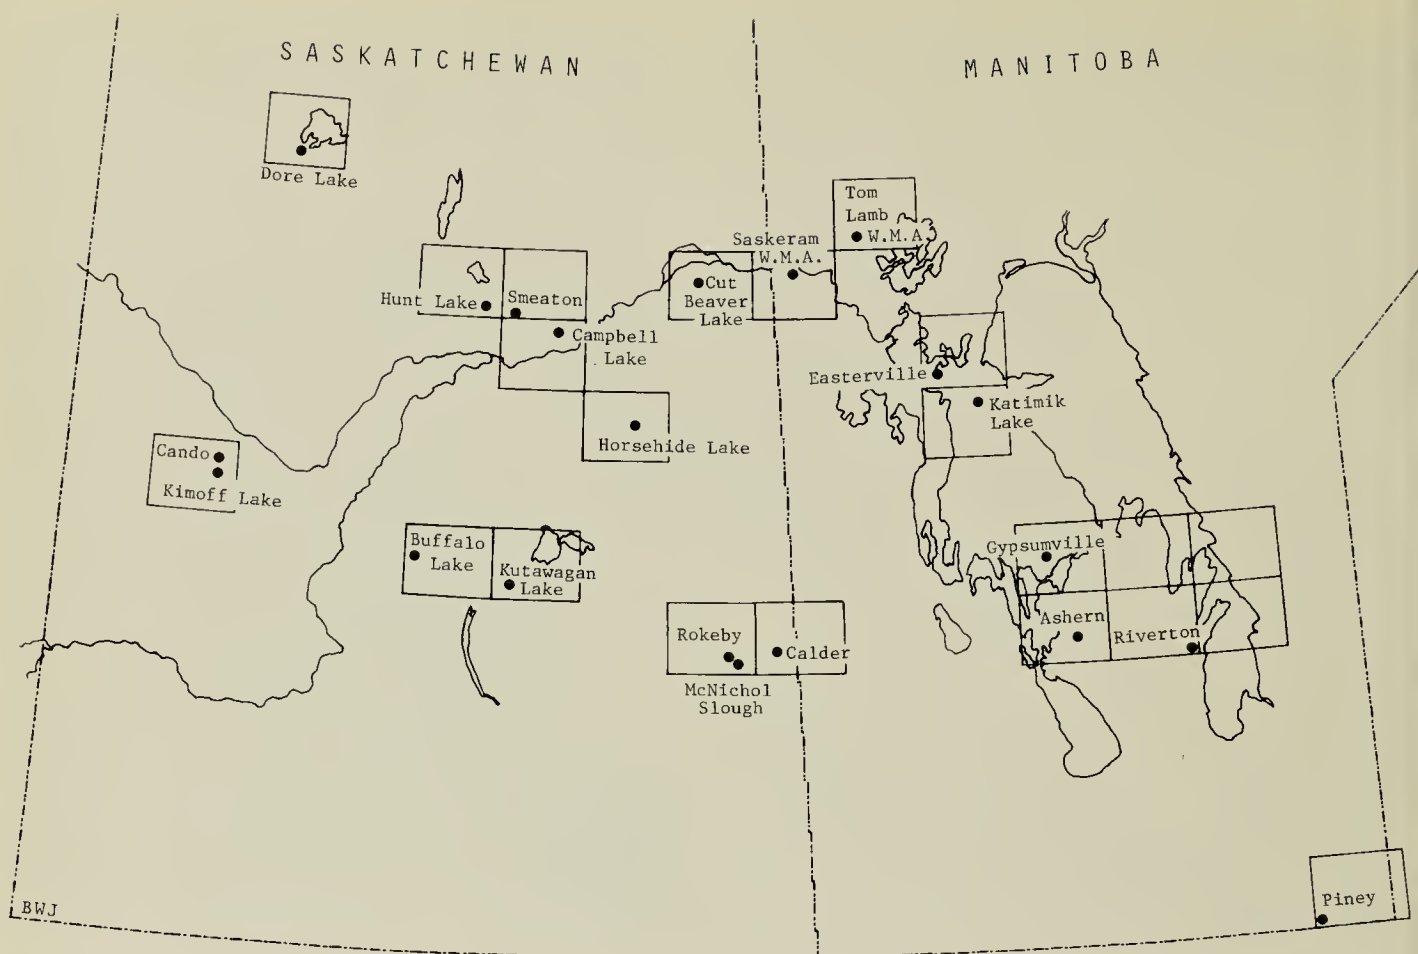 SASKATCHEWAN
MANITOBA
Dore Lake
Tom
Lamb
W.M.A.
Saskeram
W.M.A.
Cut
Beaver
Lake
Hunt Lake
Smeaton
Campbell
Lake
Easterville
Katimik
Lake
Horsehide Lake
Cando
Kimoff Lake
Buffalo
Lake
Kutawagan
Lake
Gypsumville
Ashern
Riverton
Rokeby
Calder
McNichol
Slough
Piney
BWJ